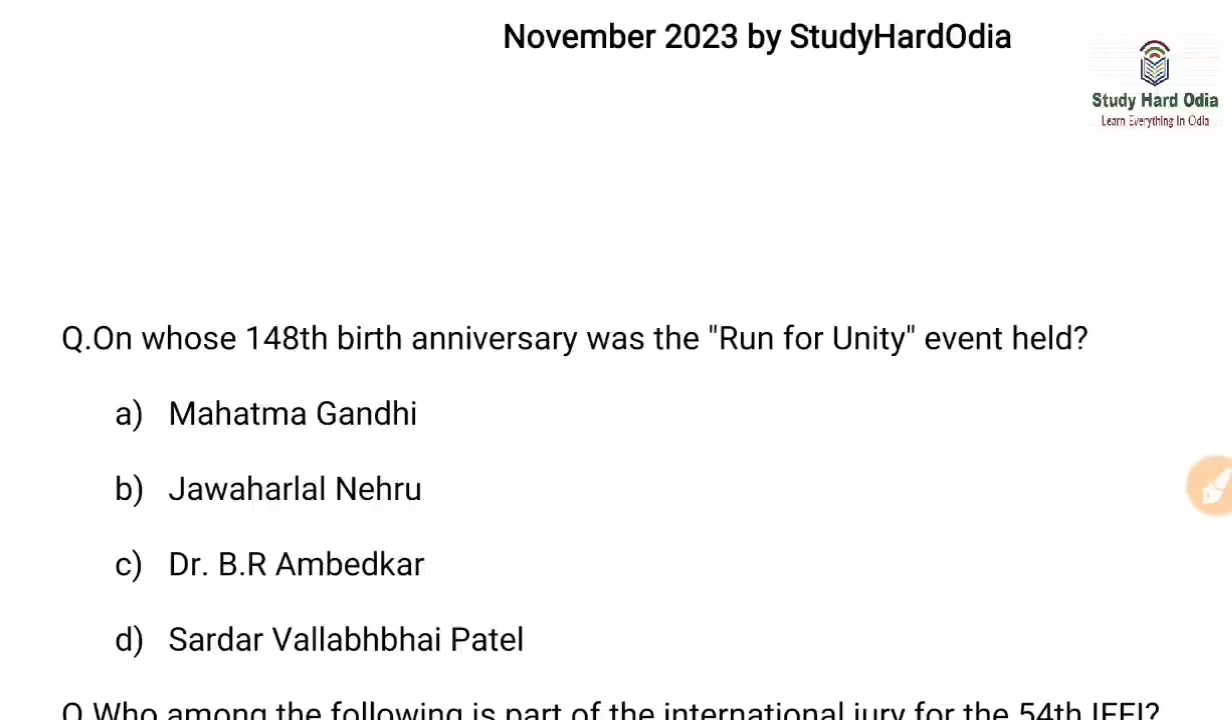 November 2023 by StudyHardOdia
Study Hard Odia
Learn Everything In Odia
Q.On whose 148th birth anniversary was the "Run for Unity" event held?
a) Mahatma Gandhi
b) Jawaharlal Nehru
c) Dr. B.R Ambedkar
d) Sardar Vallabhbhai Patel
Q.Who among the following is part of the international jury for the 54th IFFI?